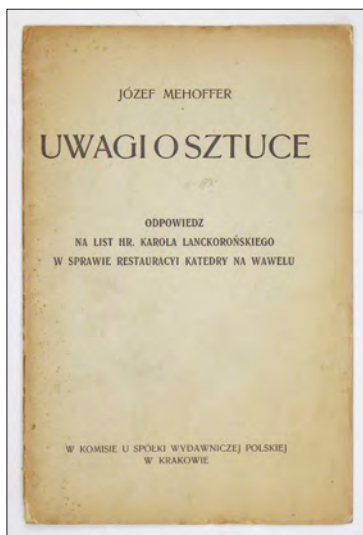 JÓZEF MEHOFFER
UWAGI O SZTUCE
ODPOWIEDZ
NA LIST HR. KAROLA LANCKOROŃSKIEGO
W SPRAWIE RESTAURACYI KATEDRY NA WAWELU
W KOMISIE U SPÓŁKI WYDAWNICZEJ POLSKIEJ
W KRAKOWIE